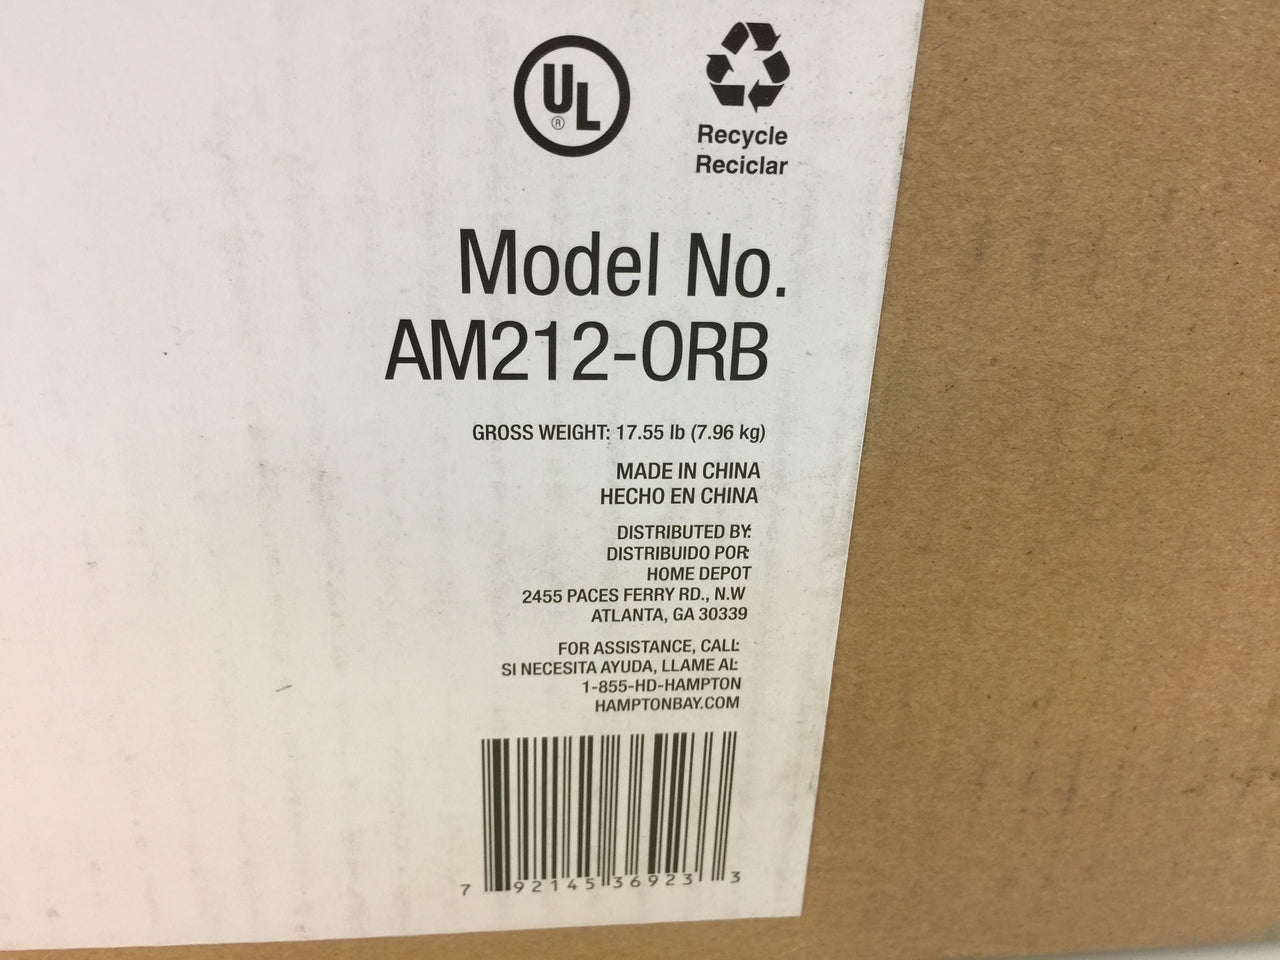 UL
®
Recycle
Reciclar
Model No.
AM212-ORB
GROSS WEIGHT: 17.55 lb (7.96 kg)
MADE IN CHINA
HECHO EN CHINA
DISTRIBUTED BY:
DISTRIBUIDO POR:
HOME DEPOT
2455 PACES FERRY RD., N.W
ATLANTA, GA 30339
FOR ASSISTANCE, CALL:
SI NECESITA AYUDA, LLAME AL:
1-855-HD-HAMPTON
HAMPTONBAY.COM
7 92145 36923 3